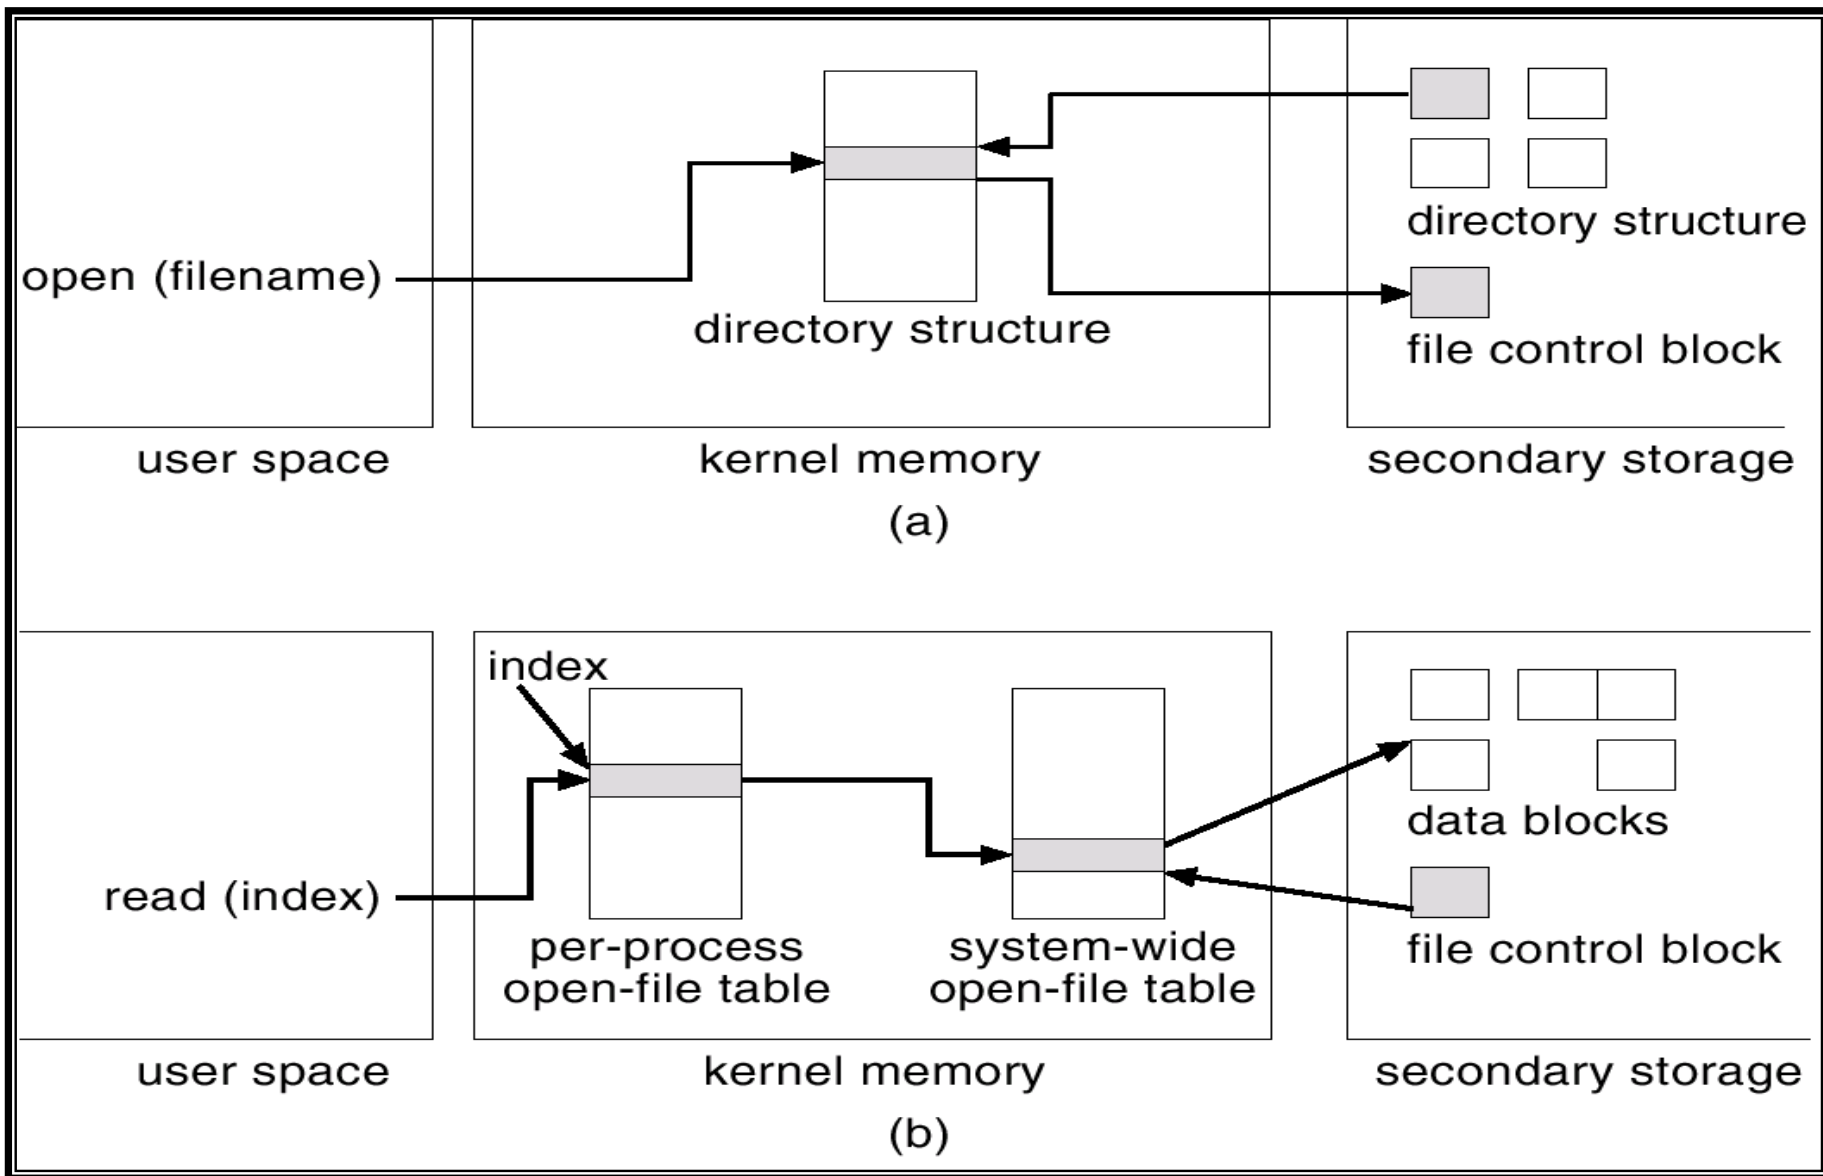 directory structure
open (filename)
directory structure
file control block
user space
kernel memory
secondary storage
(a)
index
data blocks
read (index)
per-process
open-file table
system-wide
open-file table
file control block
user space
kernel memory
secondary storage
(b)